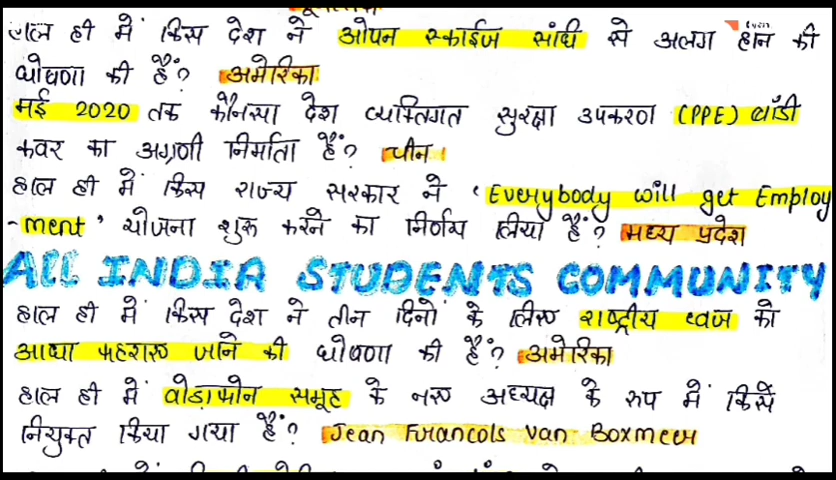 हाल ही में किस देश ने ओपन स्काईज संधि से अलग होने की
घोषणा की हैं? अमेरिका
मई 2020 तक कौनसा देश व्यक्तिगत सुरक्षा उपकरण (PPE) बॉडी
कवर का अग्रणी निर्माता हैं? चीन।
हाल ही में किस राज्य सरकार ने 'Everybody will get Employ
-ment' योजना शुरू करने का निर्णय लिया हैं? मध्य प्रदेश
ALL INDIA STUDENTS COMMUNITY
हाल ही में किस देश ने तीन दिनों के लिए राष्ट्रीय ध्वज को
आधा फहराए जाने की घोषणा की हैं? अमेरिका
हाल ही में वोडाफोन समूह के नए अध्यक्ष के रूप में किसे
नियुक्त किया गया हैं? Jean Francois van Boxmeer